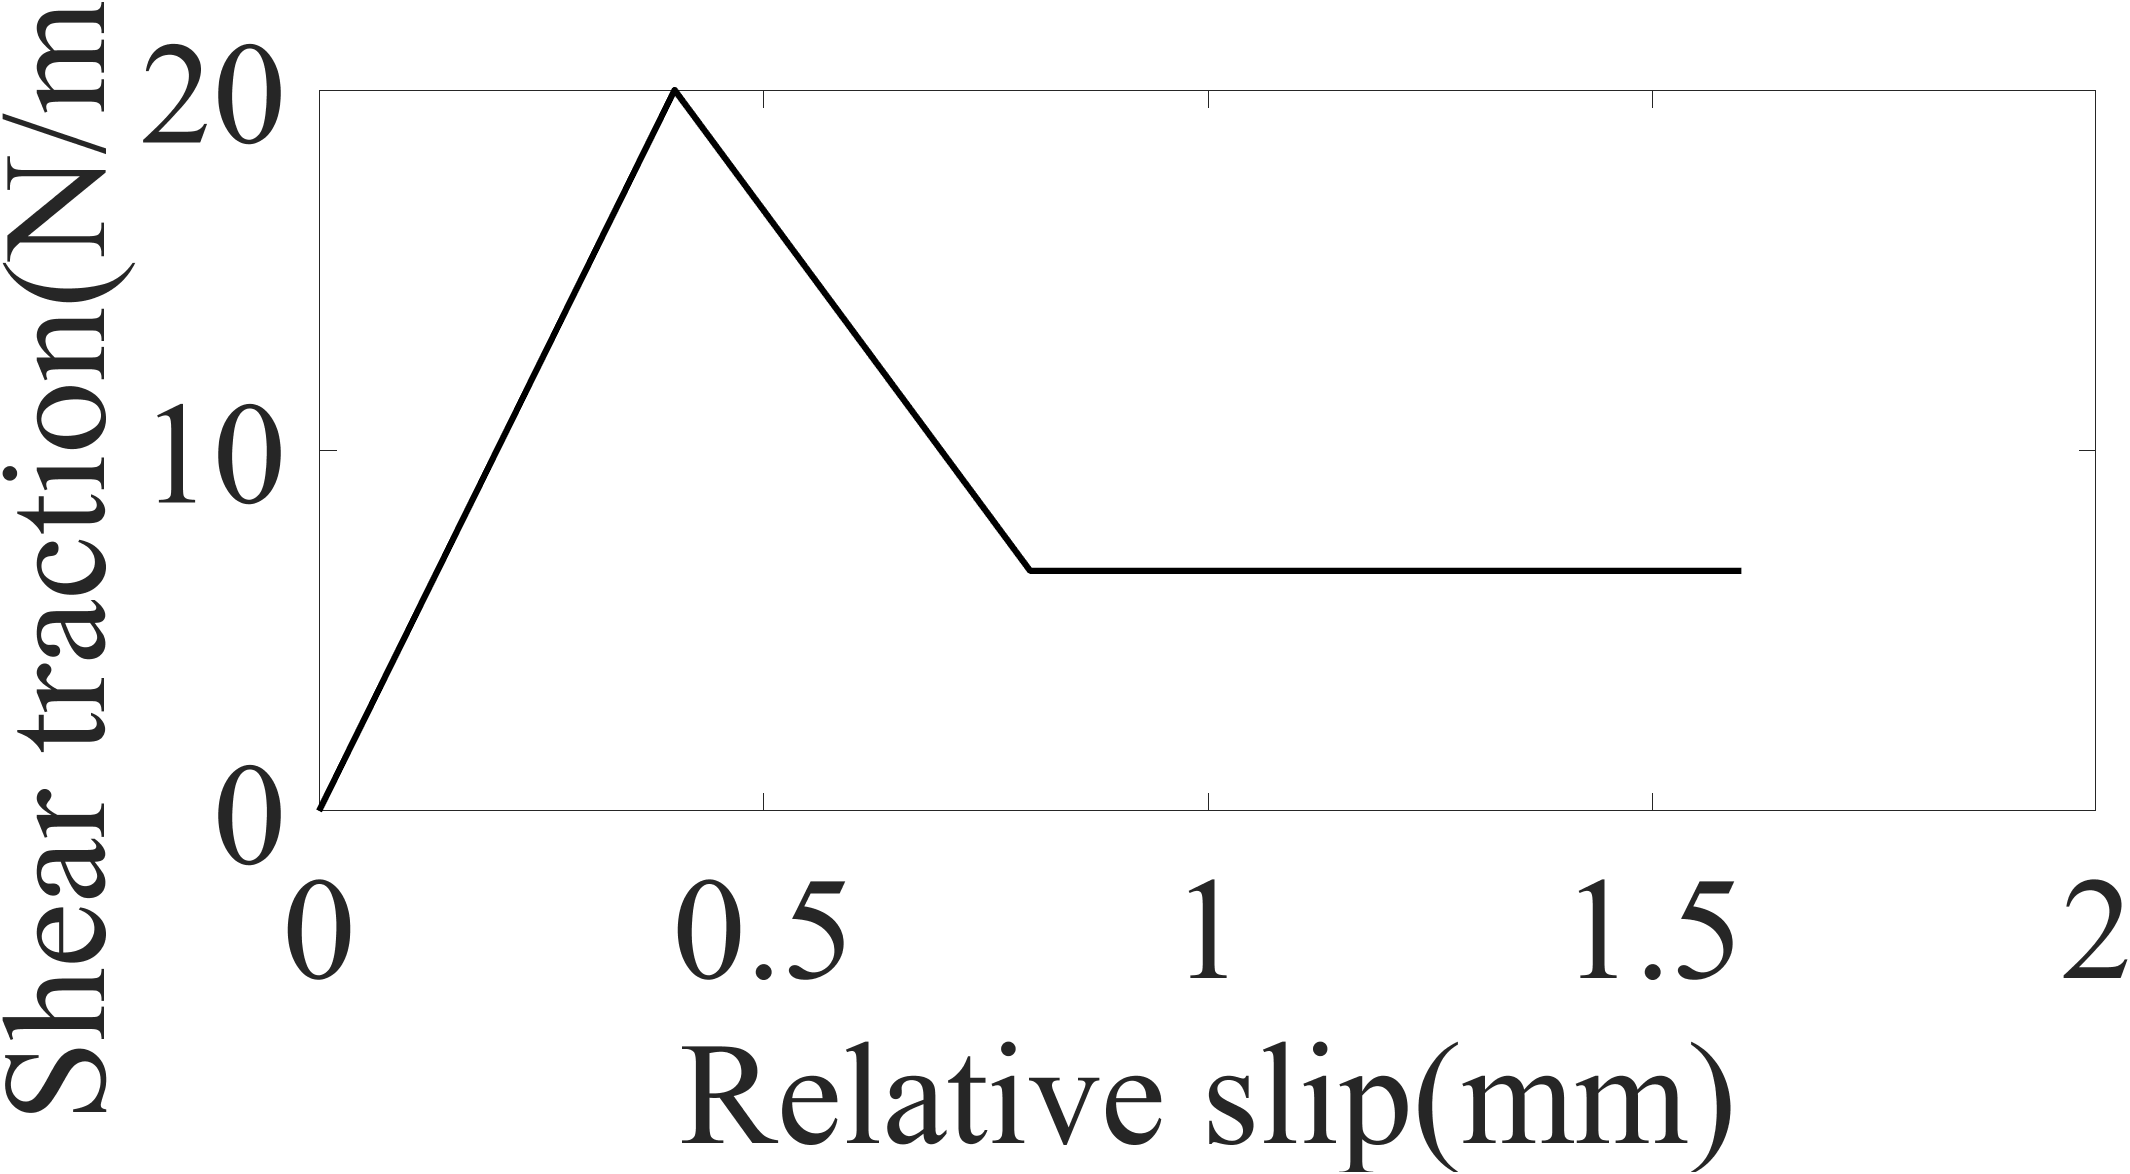 Shear traction(N/m
20
10
0
0 0.5 1 1.5 2
Relative slip(mm)